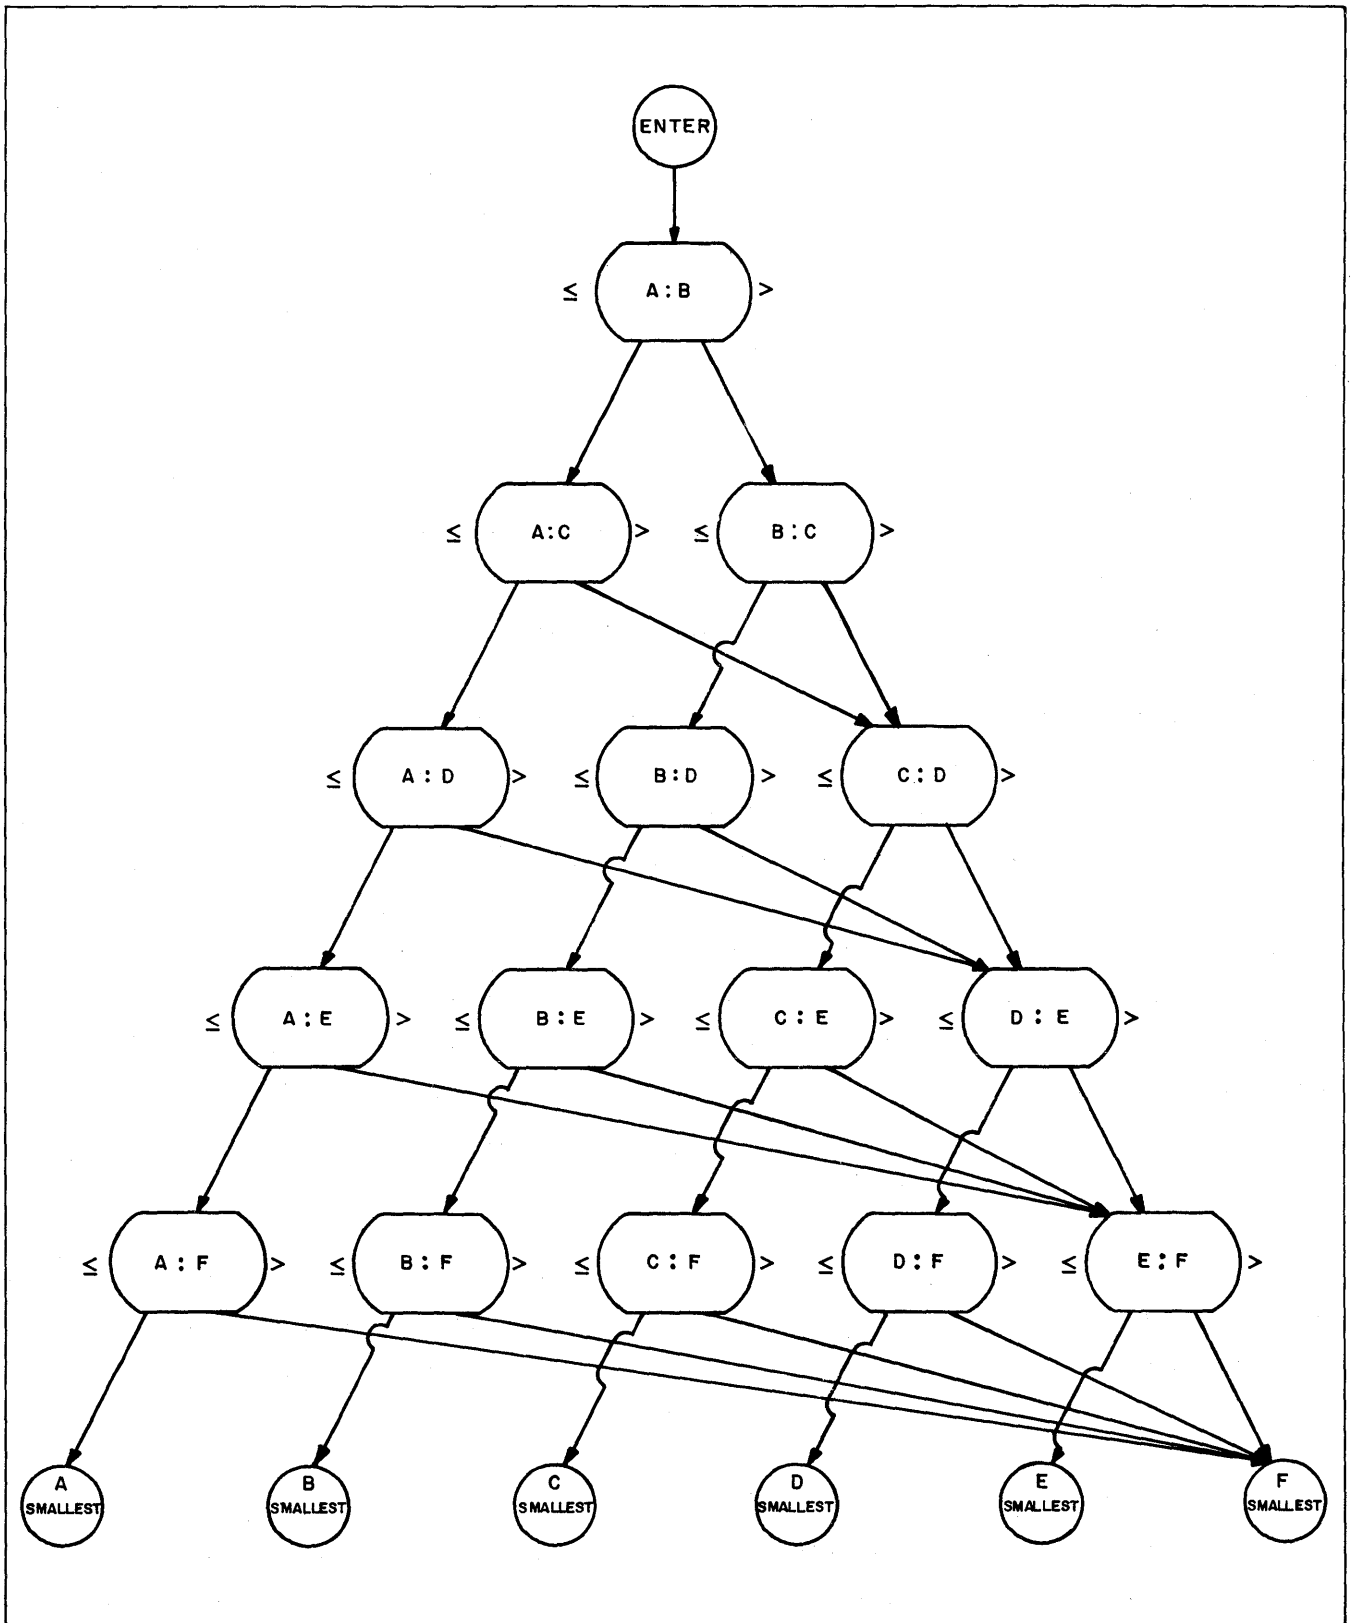 ENTER
≤ A:B >
≤ A:C > ≤ B:C >
≤ A:D > ≤ B:D > ≤ C:D >
≤ A:E > ≤ B:E > ≤ C:E > ≤ D:E >
≤ A:F > ≤ B:F > ≤ C:F > ≤ D:F > ≤ E:F >
A
SMALLEST
B
SMALLEST
C
SMALLEST
D
SMALLEST
E
SMALLEST
F
SMALLEST